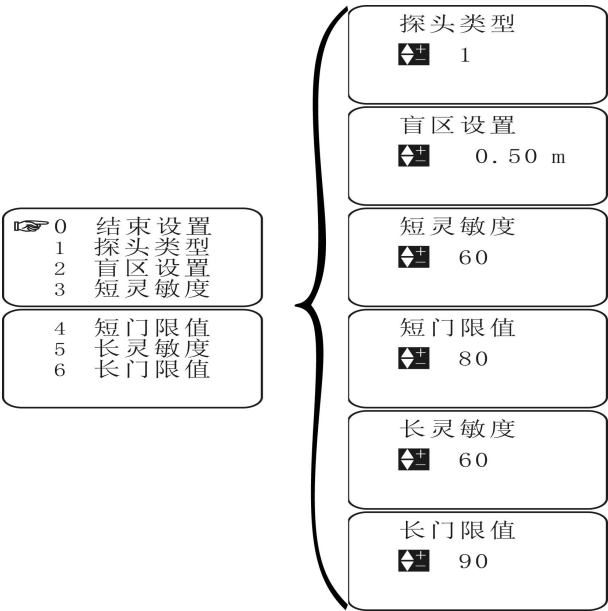 0 结束设置
1 探头类型
2 盲区设置
3 短灵敏度
4 短门限值
5 长灵敏度
6 长门限值
探头类型
1
盲区设置
0.50 m
短灵敏度
60
短门限值
80
长灵敏度
60
长门限值
90